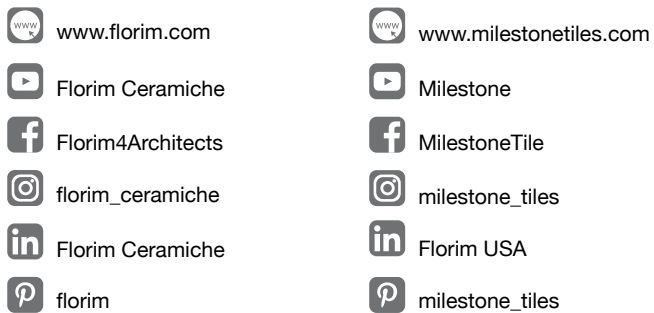 www.florim.com
Florim Ceramiche
Florim4Architects
florim_ceramiche
Florim Ceramiche
florim
www.milestonetiles.com
Milestone
MilestoneTile
milestone_tiles
Florim USA
milestone_tiles